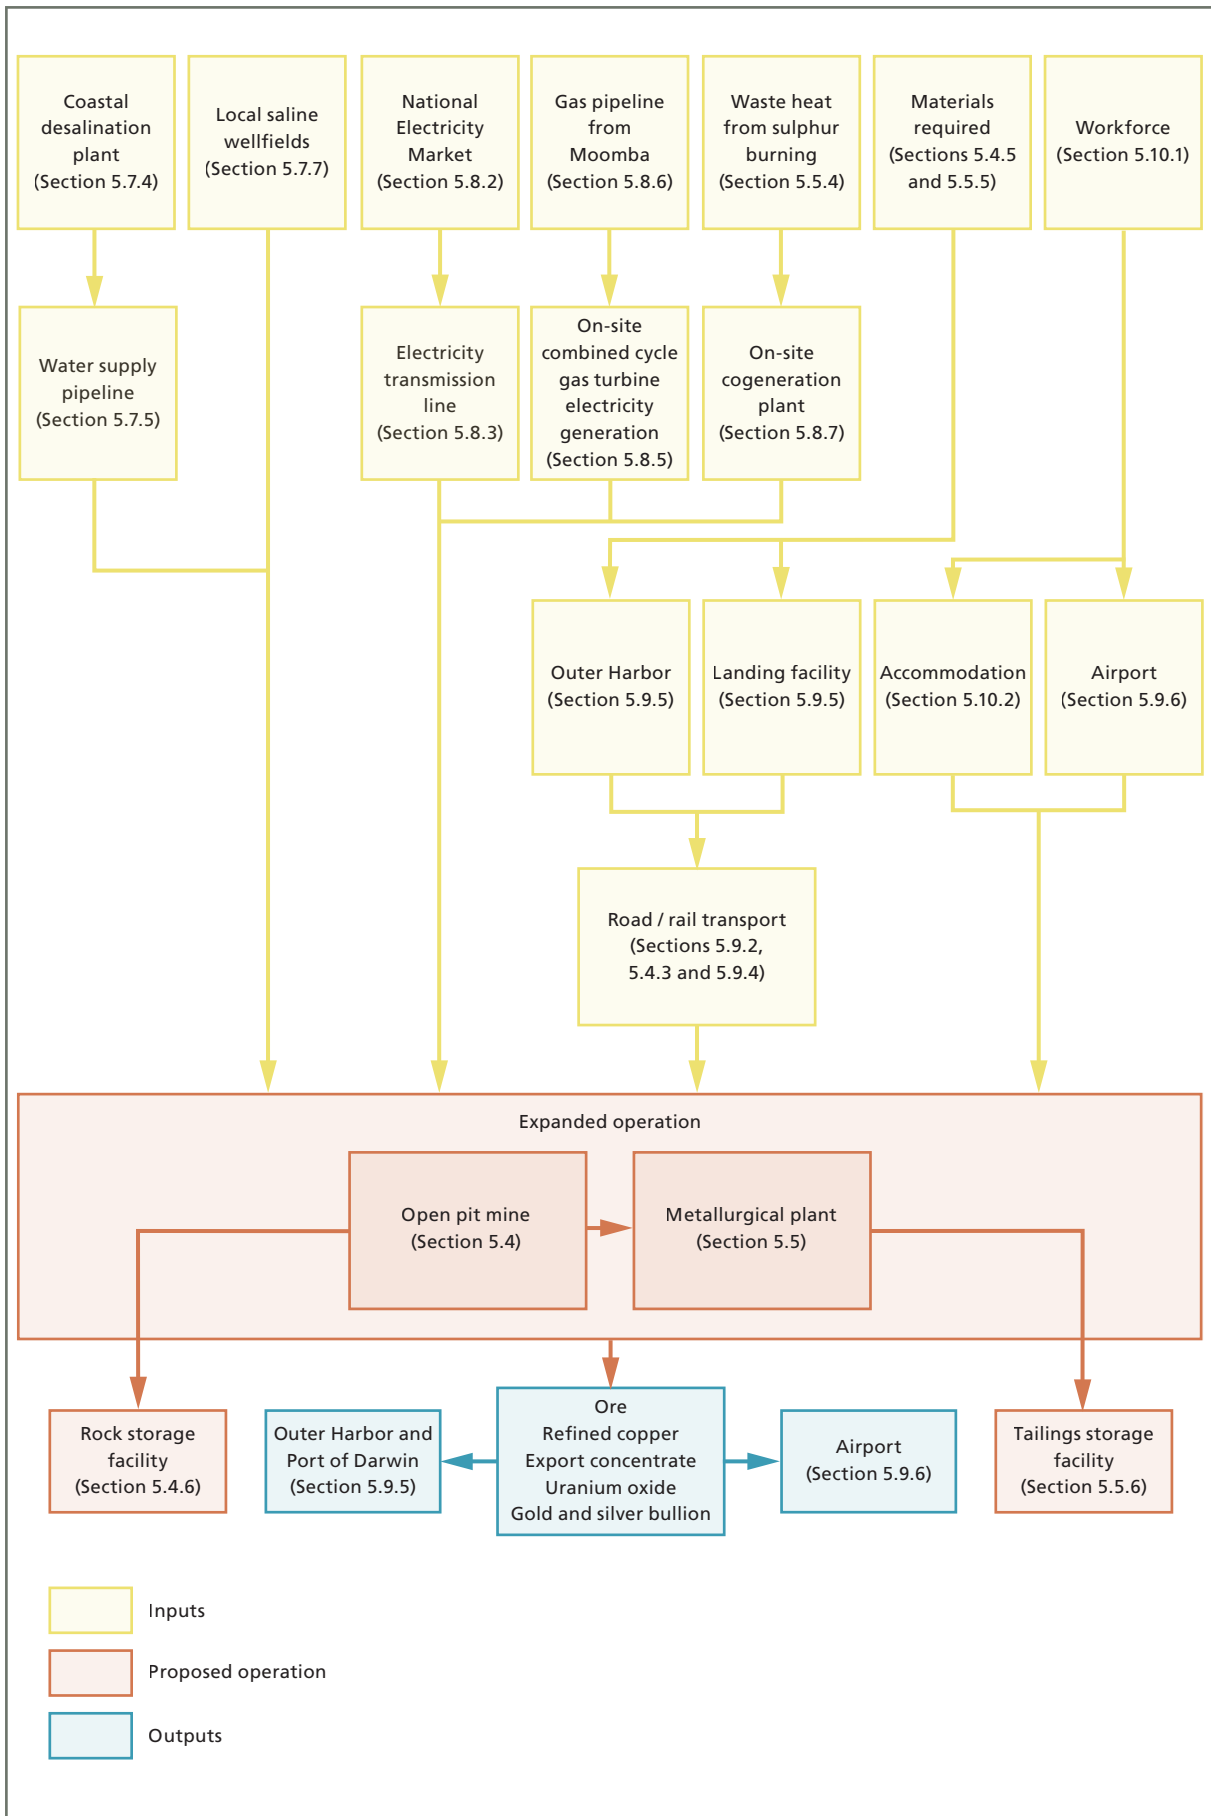 Coastal
desalination
plant
(Section 5.7.4)
Local saline
wellfields
(Section 5.7.7)
National
Electricity
Market
(Section 5.8.2)
Gas pipeline
from
Moomba
(Section 5.8.6)
Waste heat
from sulphur
burning
(Section 5.5.4)
Materials
required
(Sections 5.4.5
and 5.5.5)
Workforce
(Section 5.10.1)
Water supply
pipeline
(Section 5.7.5)
Electricity
transmission
line
(Section 5.8.3)
On-site
combined cycle
gas turbine
electricity
generation
(Section 5.8.5)
On-site
cogeneration
plant
(Section 5.8.7)
Outer Harbor
(Section 5.9.5)
Landing facility
(Section 5.9.5)
Accommodation
(Section 5.10.2)
Airport
(Section 5.9.6)
Road / rail transport
(Sections 5.9.2,
5.4.3 and 5.9.4)
Expanded operation
Open pit mine
(Section 5.4)
Metallurgical plant
(Section 5.5)
Rock storage
facility
(Section 5.4.6)
Outer Harbor and
Port of Darwin
(Section 5.9.5)
Ore
Refined copper
Export concentrate
Uranium oxide
Gold and silver bullion
Airport
(Section 5.9.6)
Tailings storage
facility
(Section 5.5.6)
Inputs
Proposed operation
Outputs